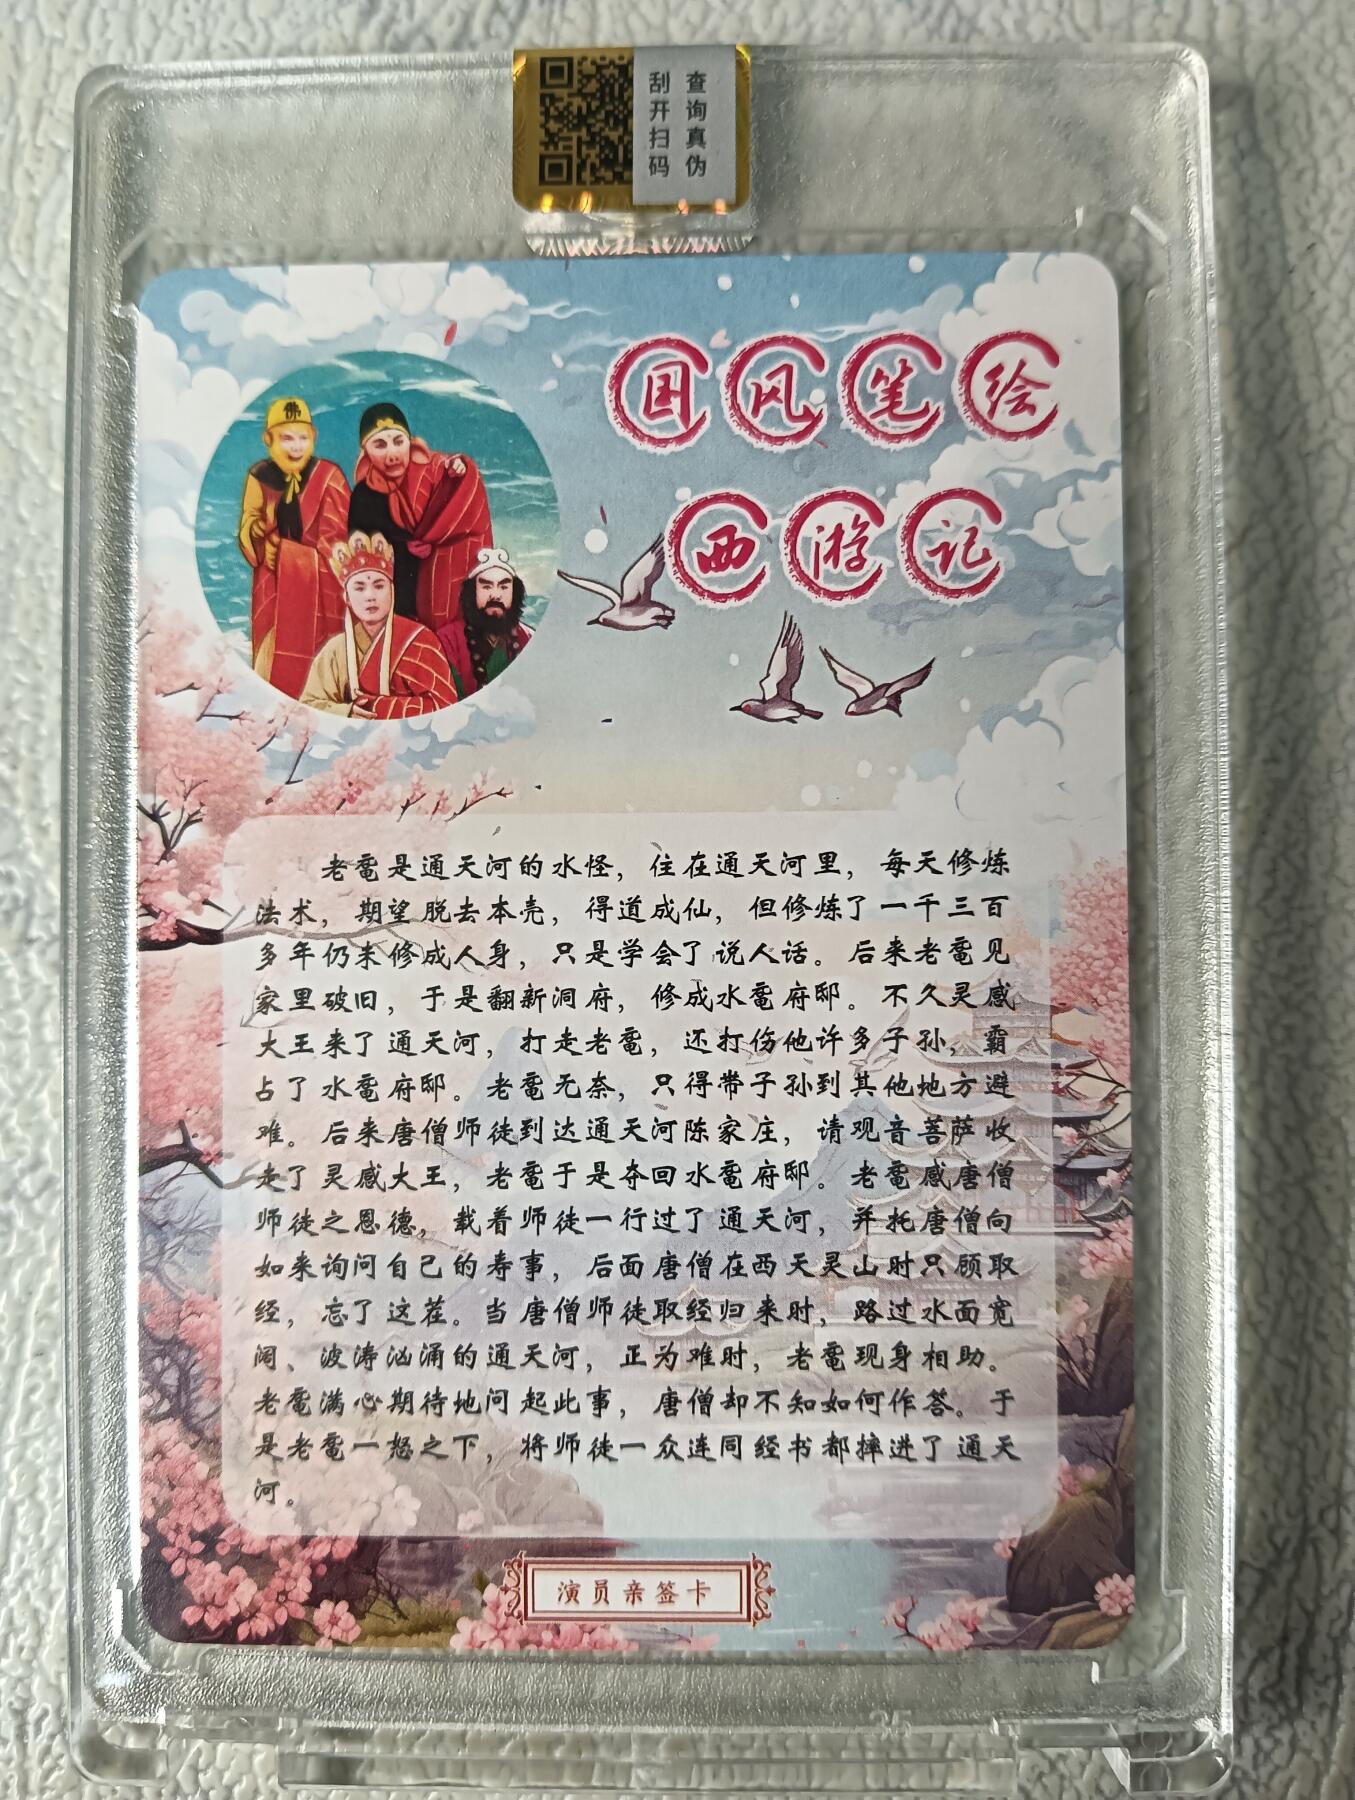 查询真伪
刮开扫码
佛
国风笔绘
西游记
老鼋是通天河的水怪，住在通天河里，每天修炼
法术，期望脱去本壳，得道成仙，但修炼了一千三百
多年仍未修成人身，只是学会了说人话。后来老鼋见
家里破旧，于是翻新洞府，修成水鼋府邸。不久灵感
大王来了通天河，打走老鼋，还打伤他许多子孙，霸
占了水鼋府邸。老鼋无奈，只得带子孙到其他地方避
难。后来唐僧师徒到达通天河陈家庄，请观音菩萨收
走了灵感大王，老鼋于是夺回水鼋府邸。老鼋感唐僧
师徒之恩德，载着师徒一行过了通天河，并托唐僧向
如来询问自己的寿事，后面唐僧在西天灵山时只顾取
经，忘了这茬。当唐僧师徒取经归来时，路过水面宽
阔、波涛汹涌的通天河，正为难时，老鼋现身相助。
老鼋满心期待地问起此事，唐僧却不知如何作答。于
是老鼋一怒之下，将师徒一众连同经书都摔进了通天
河。
演员亲签卡